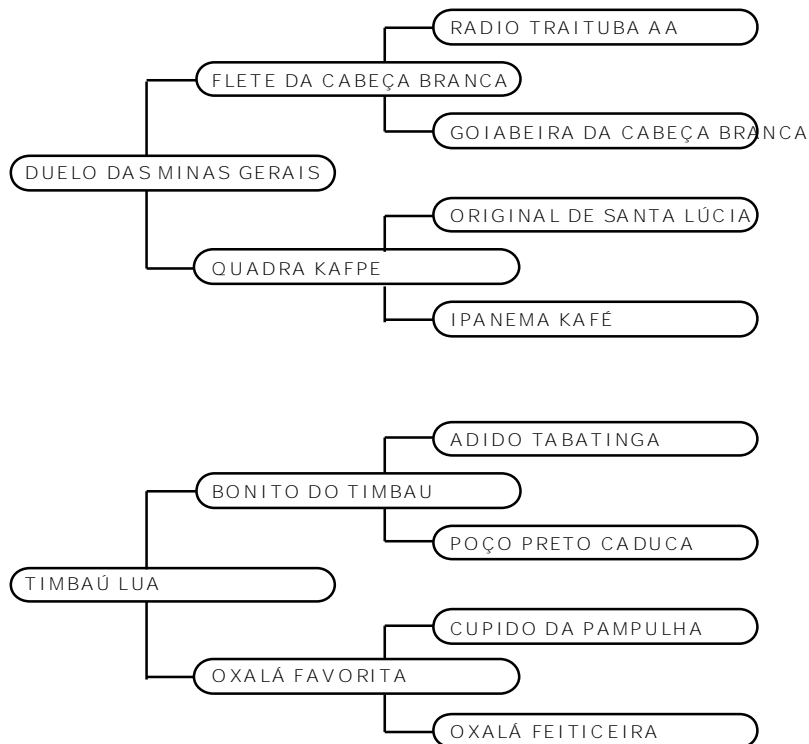 RADIO TRAITUBA AA
FLETE DA CABEÇA BRANCA
GOIABEIRA DA CABEÇA BRANCA
DUELO DAS MINAS GERAIS
ORIGINAL DE SANTA LÚCIA
QUADRA KAFPE
IPANEMA KAFÉ
ADIDO TABATINGA
BONITO DO TIMBAU
POÇO PRETO CADUCA
TIMBAÚ LUA
CUPIDO DA PAMPULHA
OXALÁ FAVORITA
OXALÁ FEITICEIRA